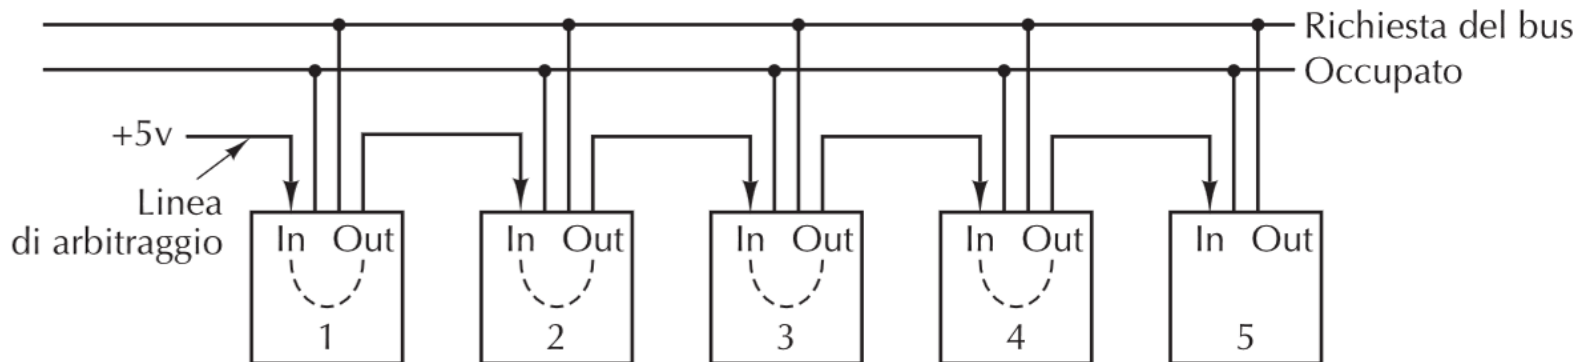 Richiesta del bus
Occupato
+5v
Linea
di arbitraggio
In Out
In Out
In Out
In Out
In Out
1
2
3
4
5